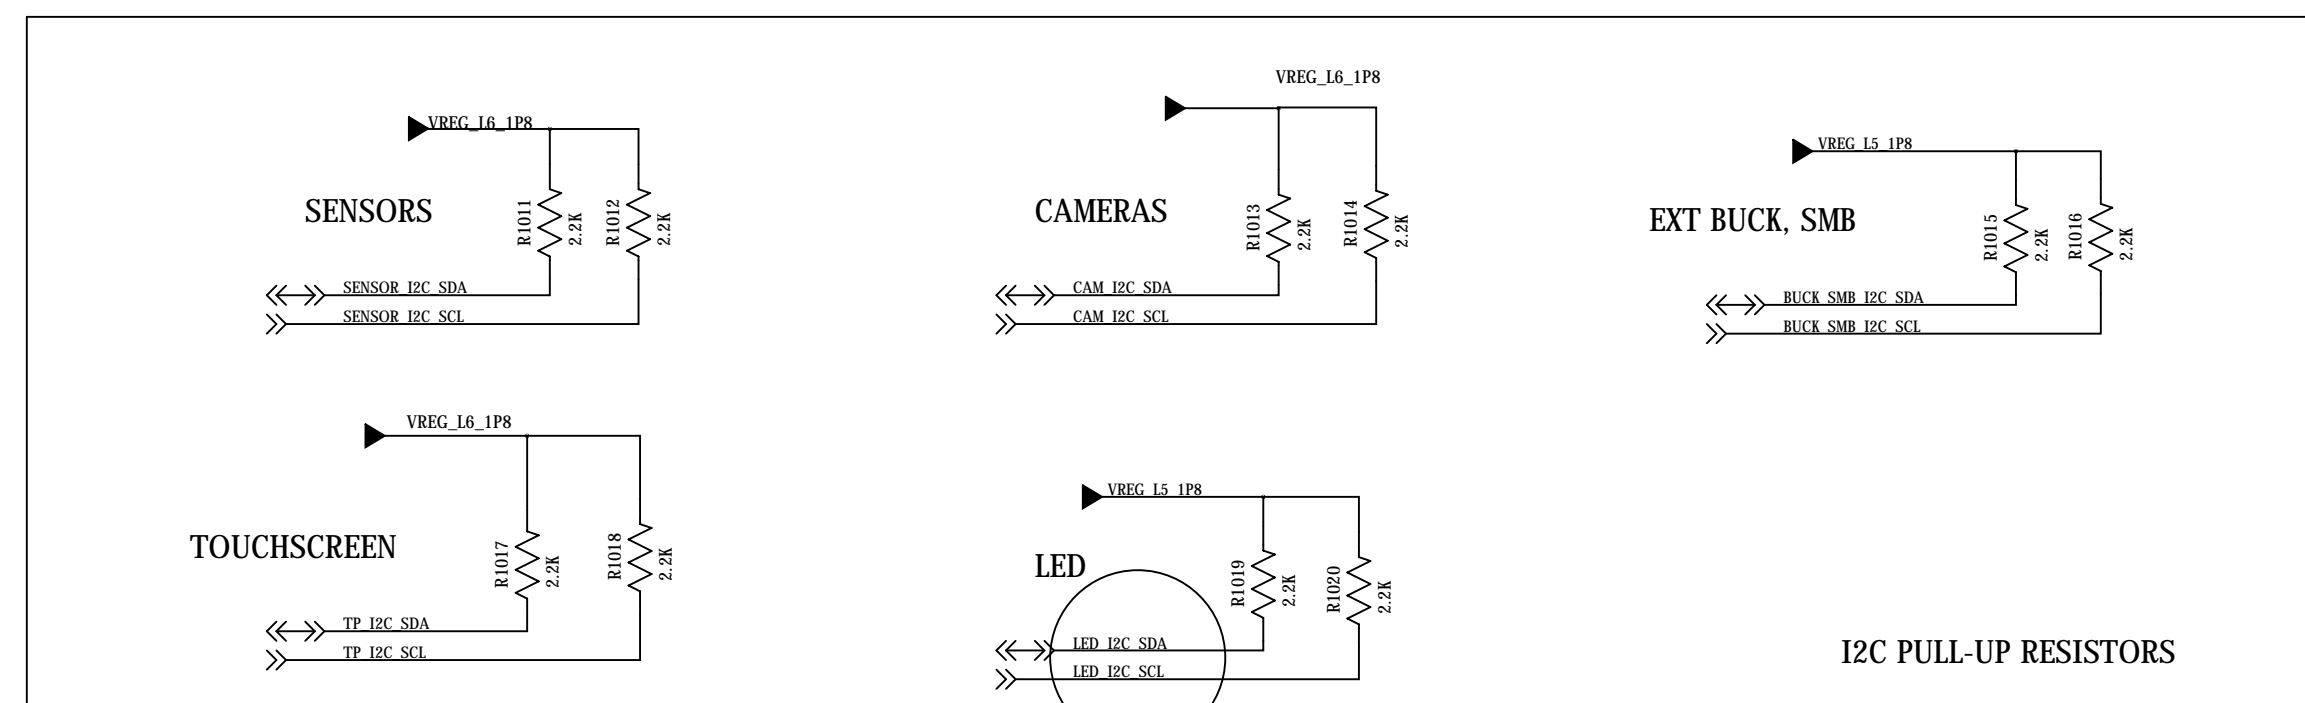 VREG_L6_1P8
SENSORS
R1011
2.2K
R1012
2.2K
SENSOR_I2C_SDA
SENSOR_I2C_SCL
VREG_L6_1P8
CAMERAS
R1013
2.2K
R1014
2.2K
CAM_I2C_SDA
CAM_I2C_SCL
VREG_L5_1P8
EXT BUCK, SMB
R1015
2.2K
R1016
2.2K
BUCK_SMB_I2C_SDA
BUCK_SMB_I2C_SCL
VREG_L6_1P8
TOUCHSCREEN
R1017
2.2K
R1018
2.2K
TP_I2C_SDA
TP_I2C_SCL
VREG_L5_1P8
LED
R1019
2.2K
R1020
2.2K
LED_I2C_SDA
LED_I2C_SCL
I2C PULL-UP RESISTORS